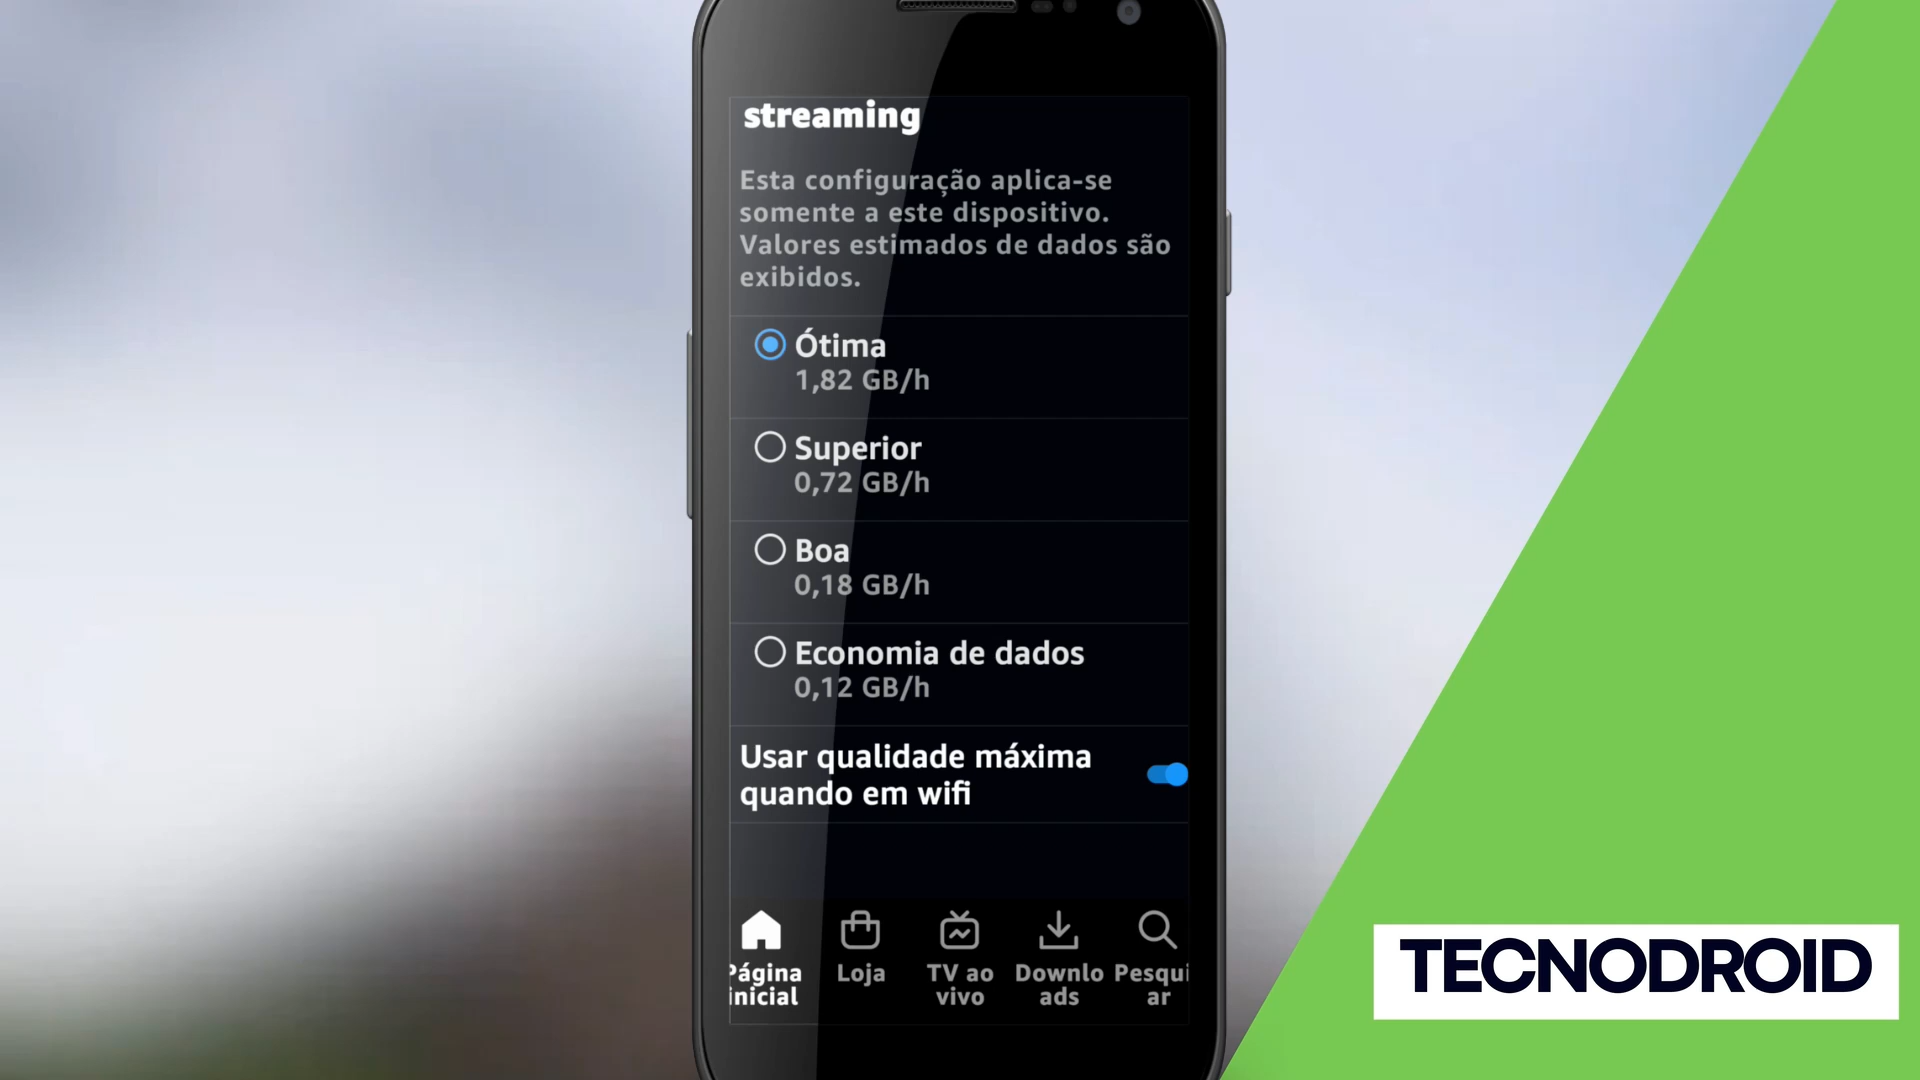 streaming
Esta configuração aplica-se
somente a este dispositivo.
Valores estimados de dados são
exibidos.
Ótima
1,82 GB/h
Superior
0,72 GB/h
Boa
0,18 GB/h
Economia de dados
0,12 GB/h
Usar qualidade máxima
quando em wifi
Página
inicial
Loja
TV ao
vivo
Downlo
ads
Pesqui
ar
TECNODROID